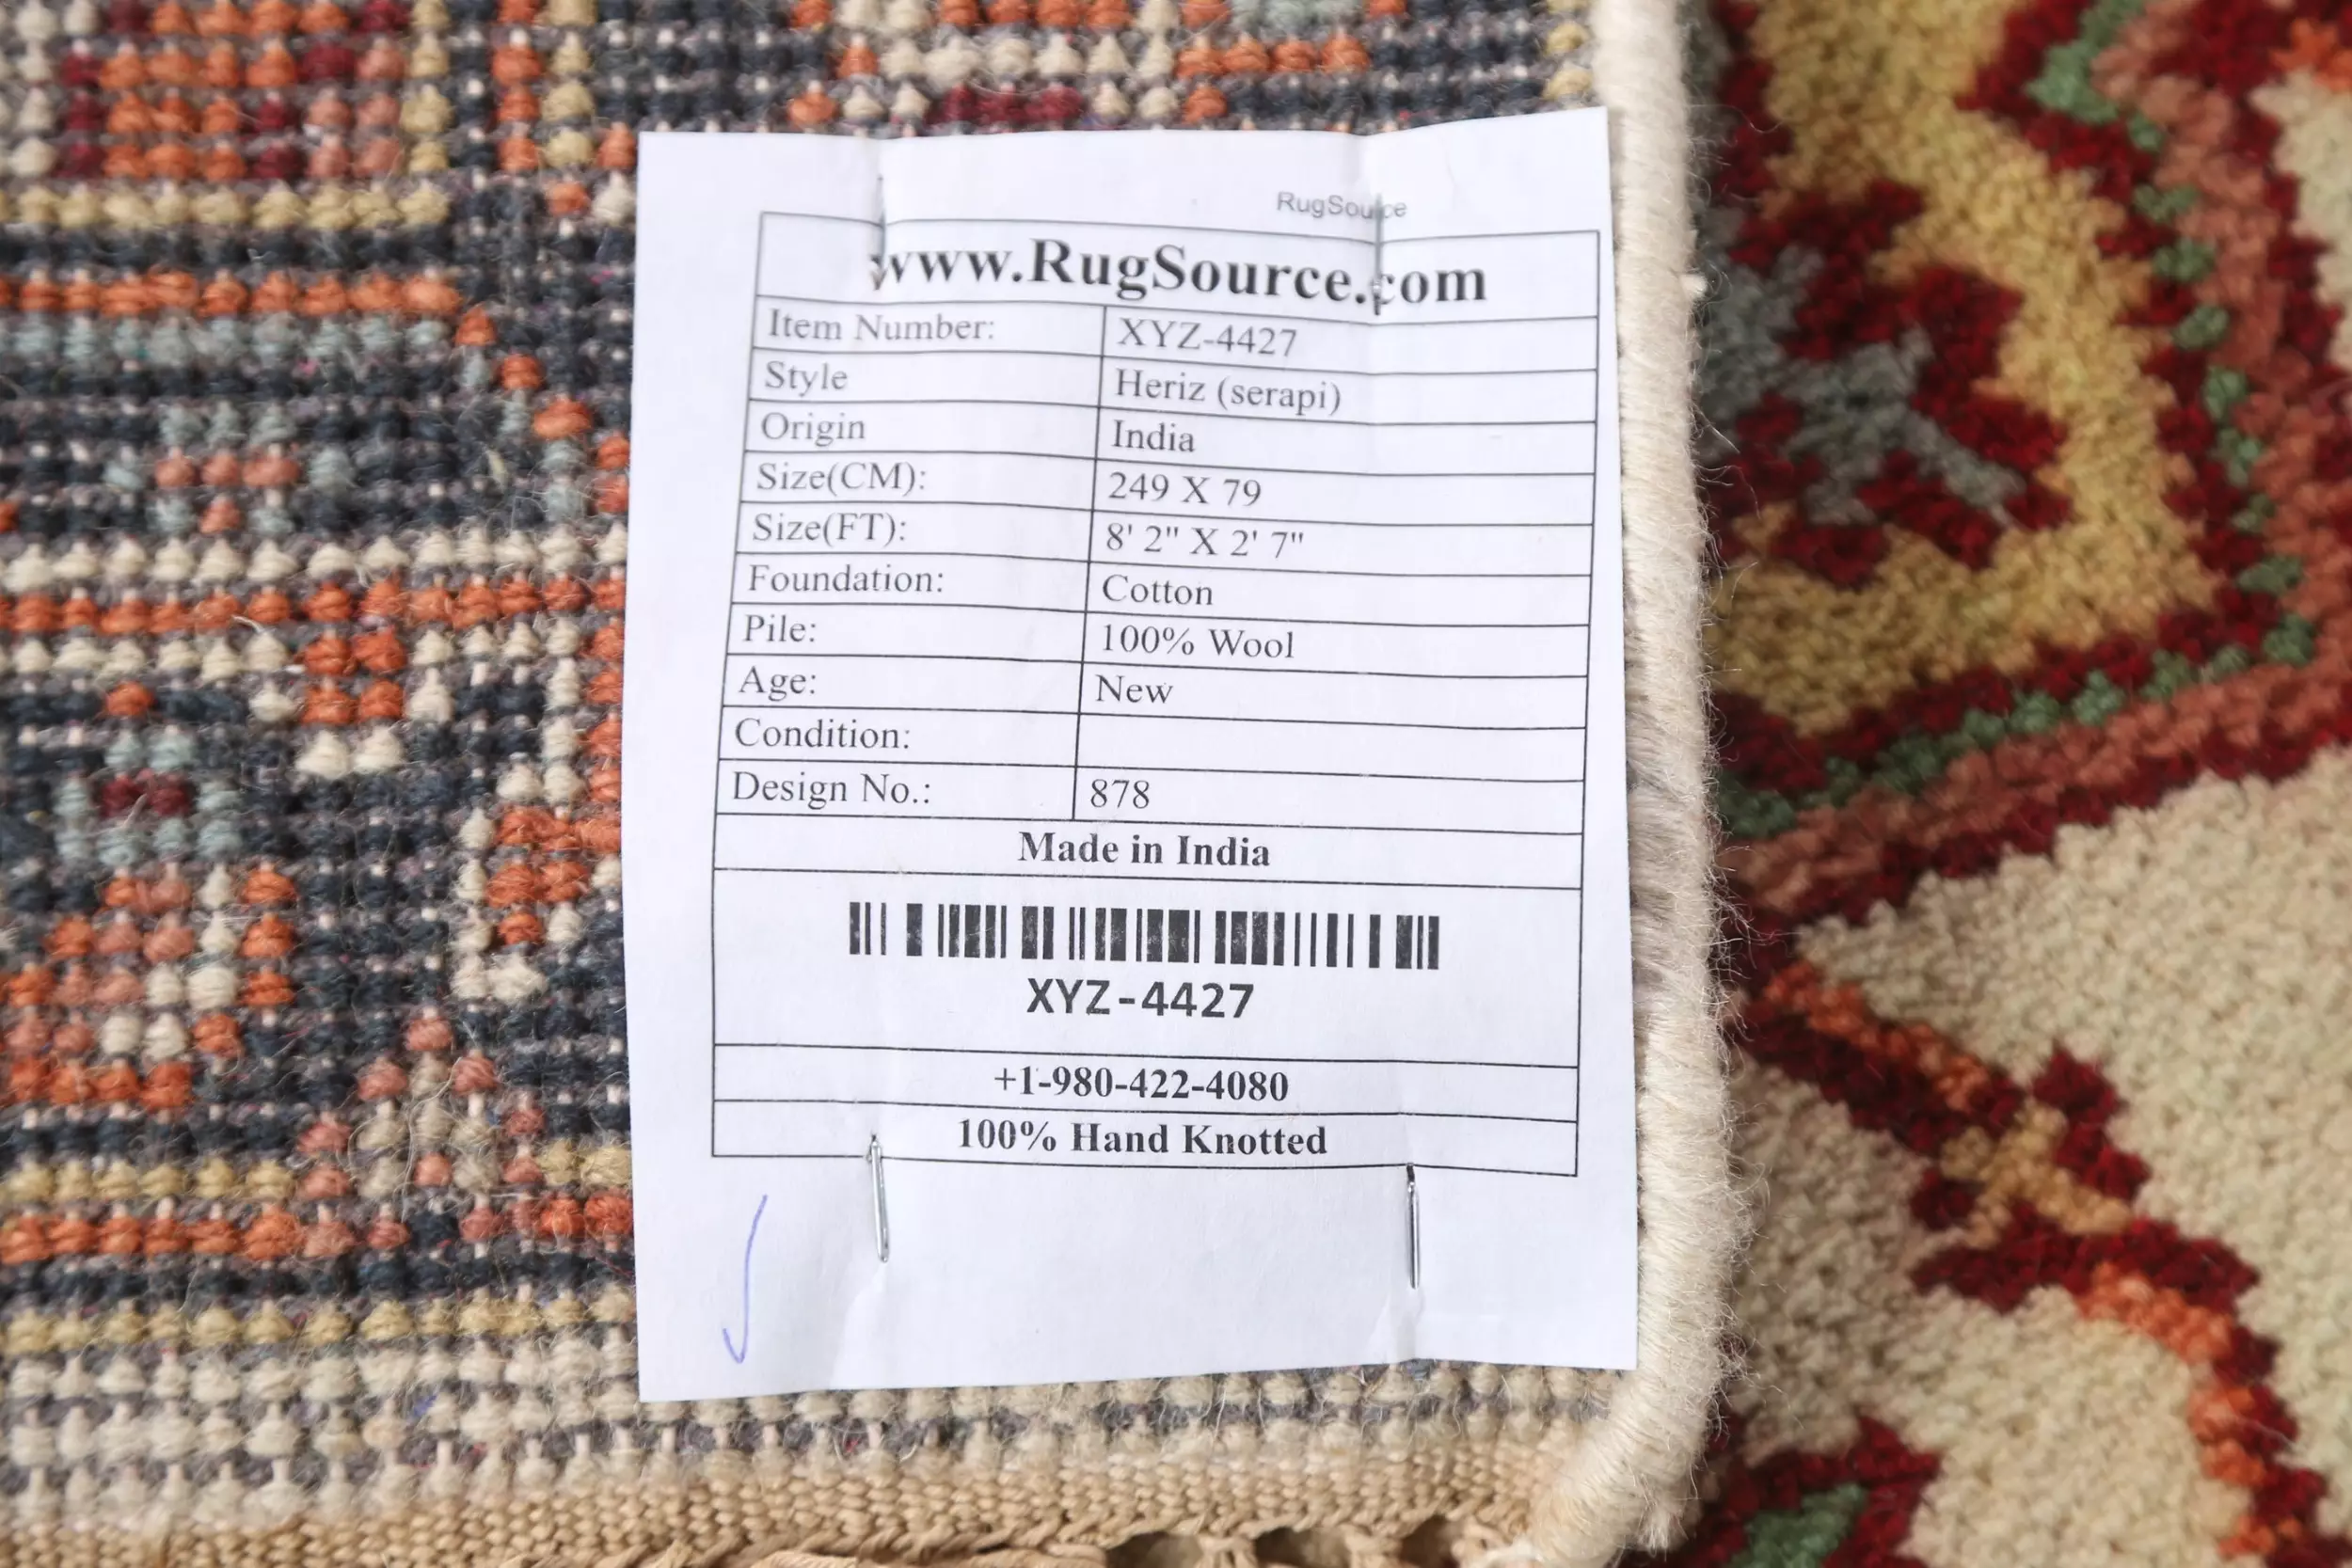 RugSource
www.RugSource.com
Item Number: XYZ-4427
Style Heriz (serapi)
Origin India
Size(CM): 249 X 79
Size(FT): 8' 2" X 2' 7"
Foundation: Cotton
Pile: 100% Wool
Age: New
Condition:
Design No.: 878
Made in India
XYZ-4427
+1-980-422-4080
100% Hand Knotted